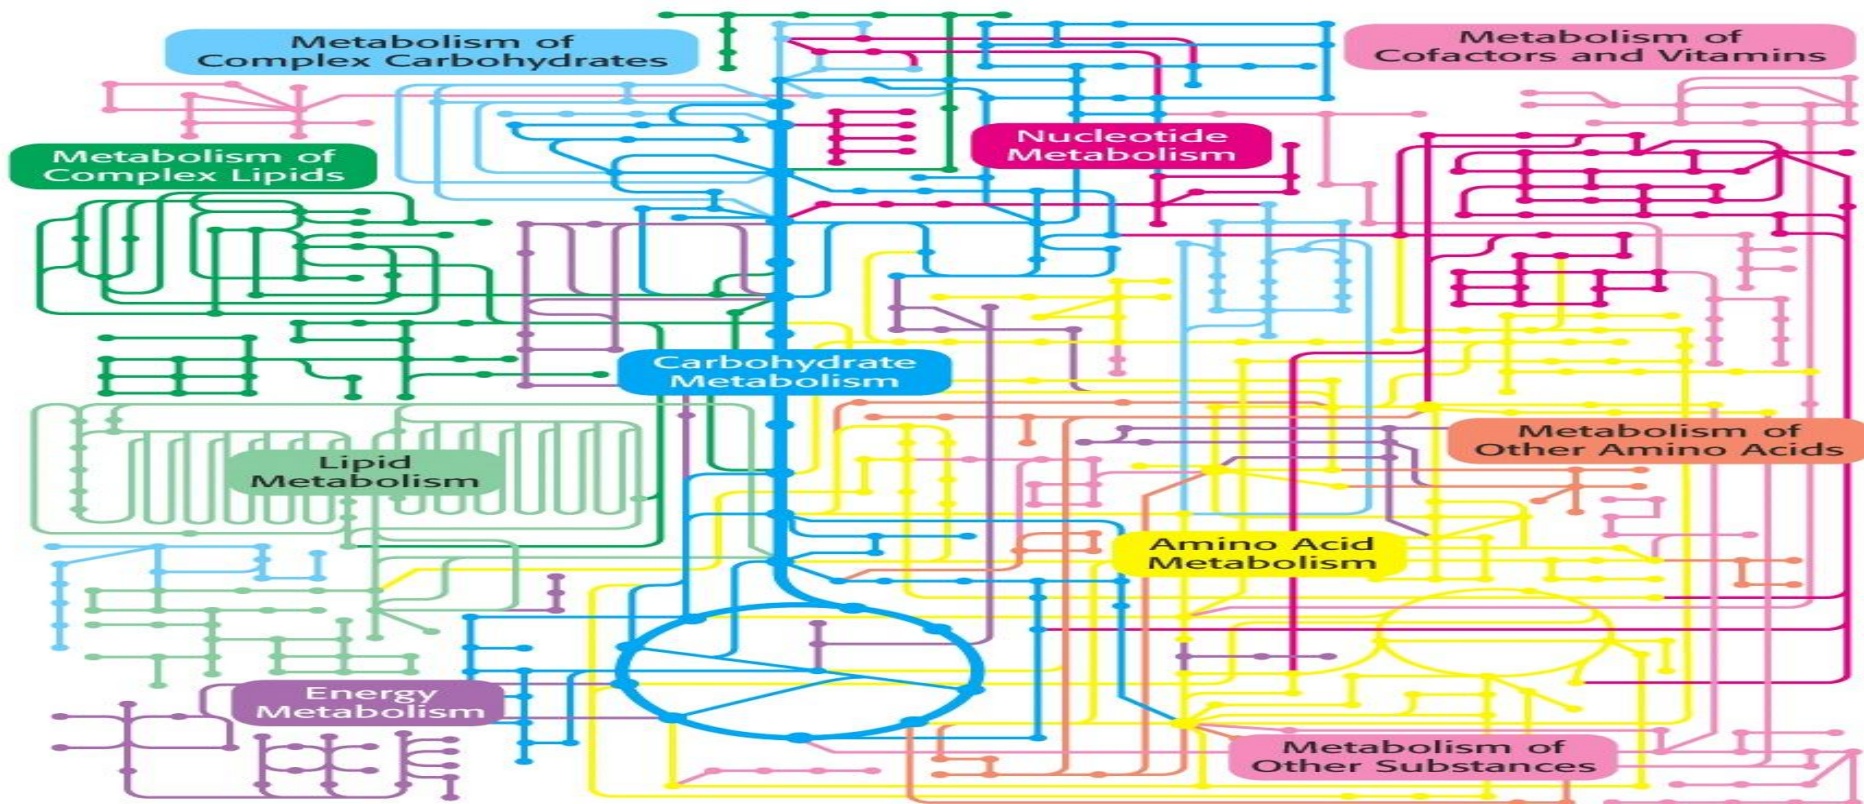 Metabolism of
Complex Carbohydrates
Metabolism of
Cofactors and Vitamins
Nucleotide
Metabolism
Metabolism of
Complex Lipids
Carbohydrate
Metabolism
Metabolism of
Other Amino Acids
Lipid
Metabolism
Amino Acid
Metabolism
Energy
Metabolism
Metabolism of
Other Substances